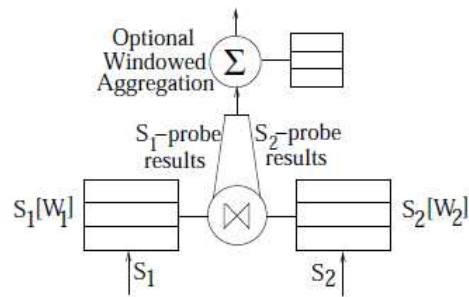 Optional
Windowed
Aggregation
Σ
S1-probe
results
S2-probe
results
S1[W1]
⋈
S2[W2]
S1
S2